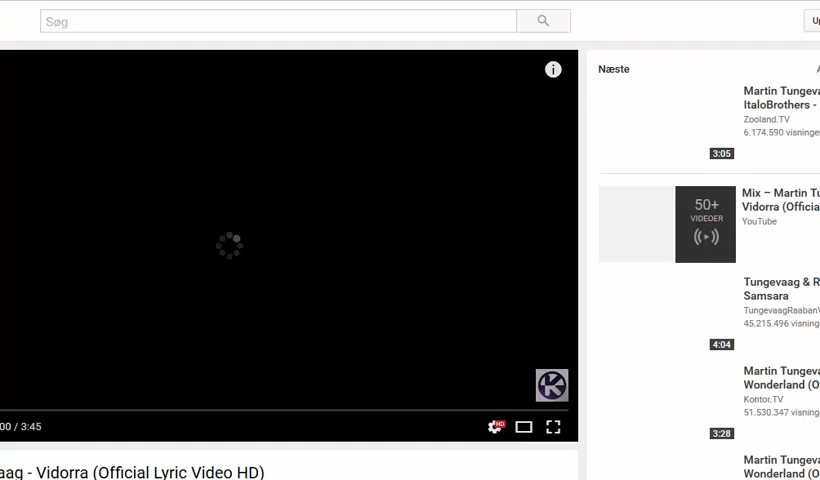 Søg
Up
i
Næste
A
Martin Tungeva
ItaloBrothers -
Zooland.TV
6.174.590 visninge
3:05
50+
VIDEOER
Mix – Martin Tu
Vidorra (Officia
YouTube
Tungevaag & R
Samsara
TungevaagRaabanV
45.215.496 visning
4:04
Martin Tungeva
Wonderland (O
Kontor.TV
51.530.347 visning
3:28
00 / 3:45
HD
aag - Vidorra (Official Lyric Video HD)
Martin Tungeva
Wonderland (O